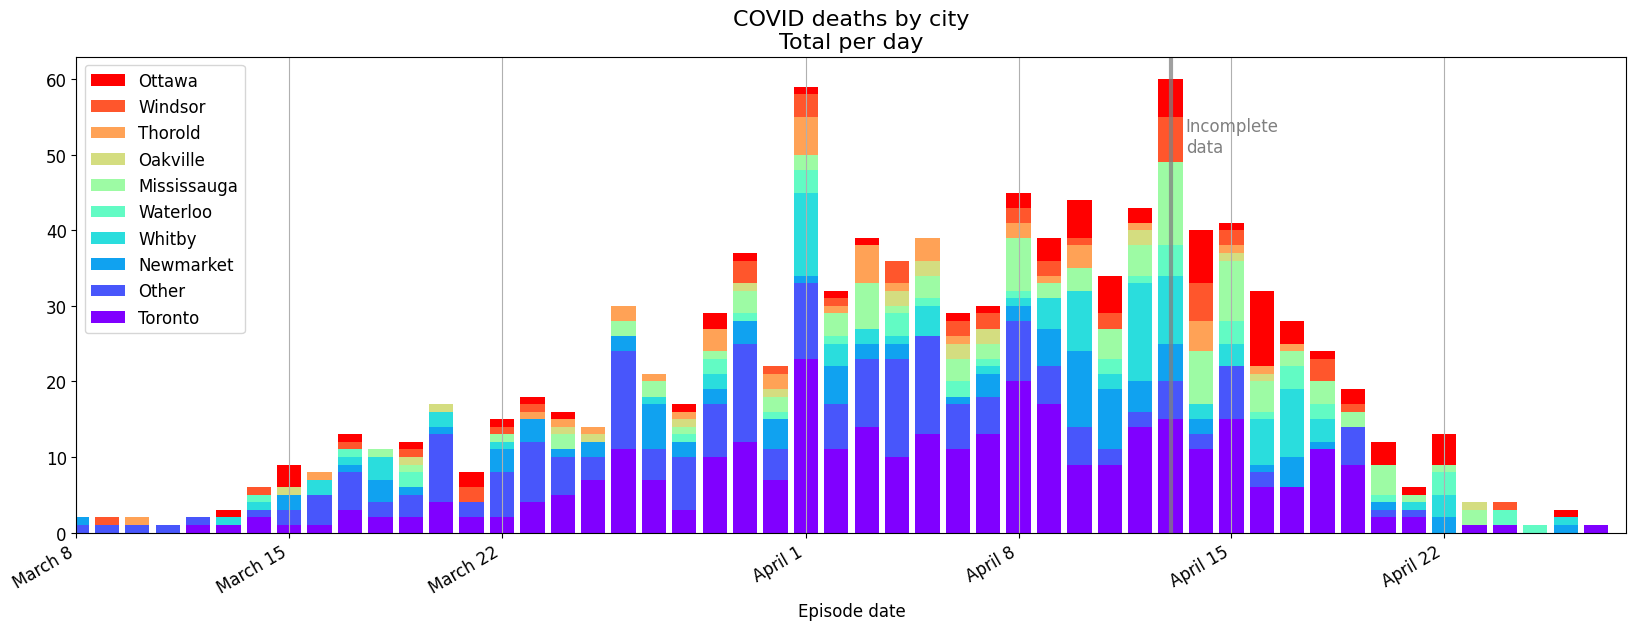 COVID deaths by city
Total per day
60
50
40
30
20
10
0
Ottawa
Windsor
Thorold
Oakville
Mississauga
Waterloo
Whitby
Newmarket
Other
Toronto
Incomplete
data
March 8
March 15
March 22
April 1
April 8
April 15
April 22
Episode date